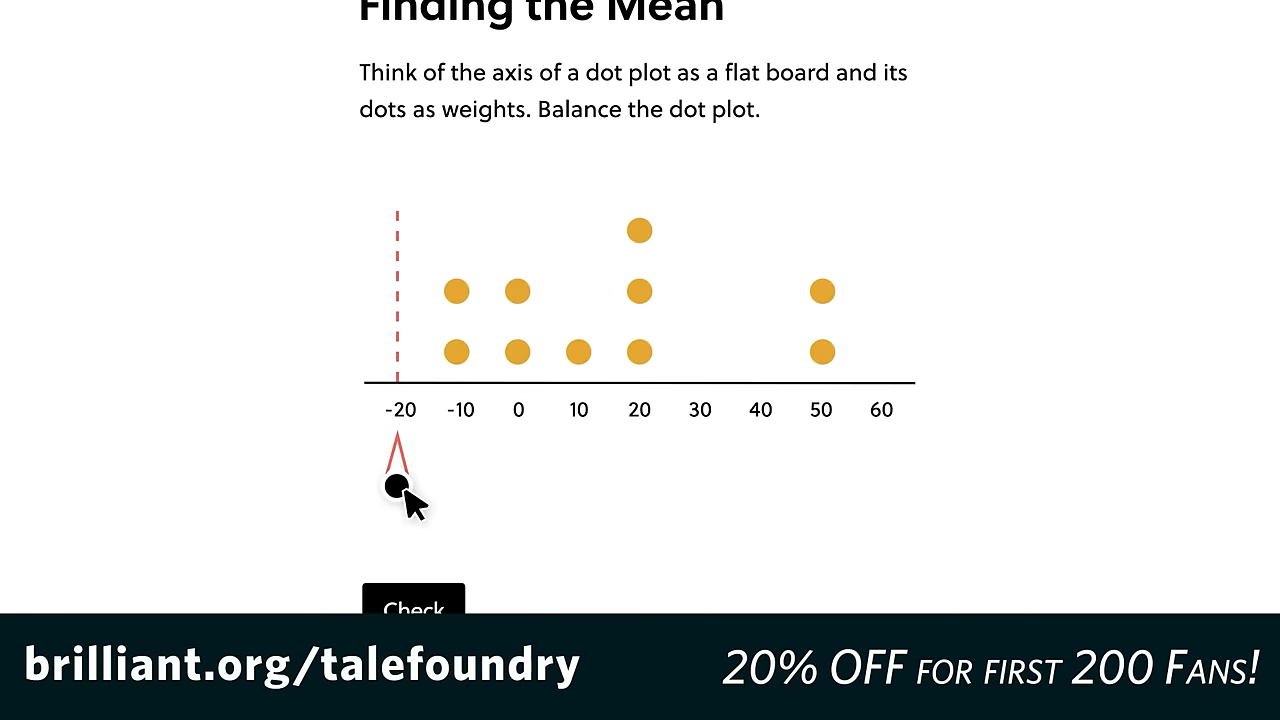 Finding the Mean
Think of the axis of a dot plot as a flat board and its
dots as weights. Balance the dot plot.
-20 -10 0 10 20 30 40 50 60
Check
brilliant.org/talefoundry
20% OFF FOR FIRST 200 FANS!